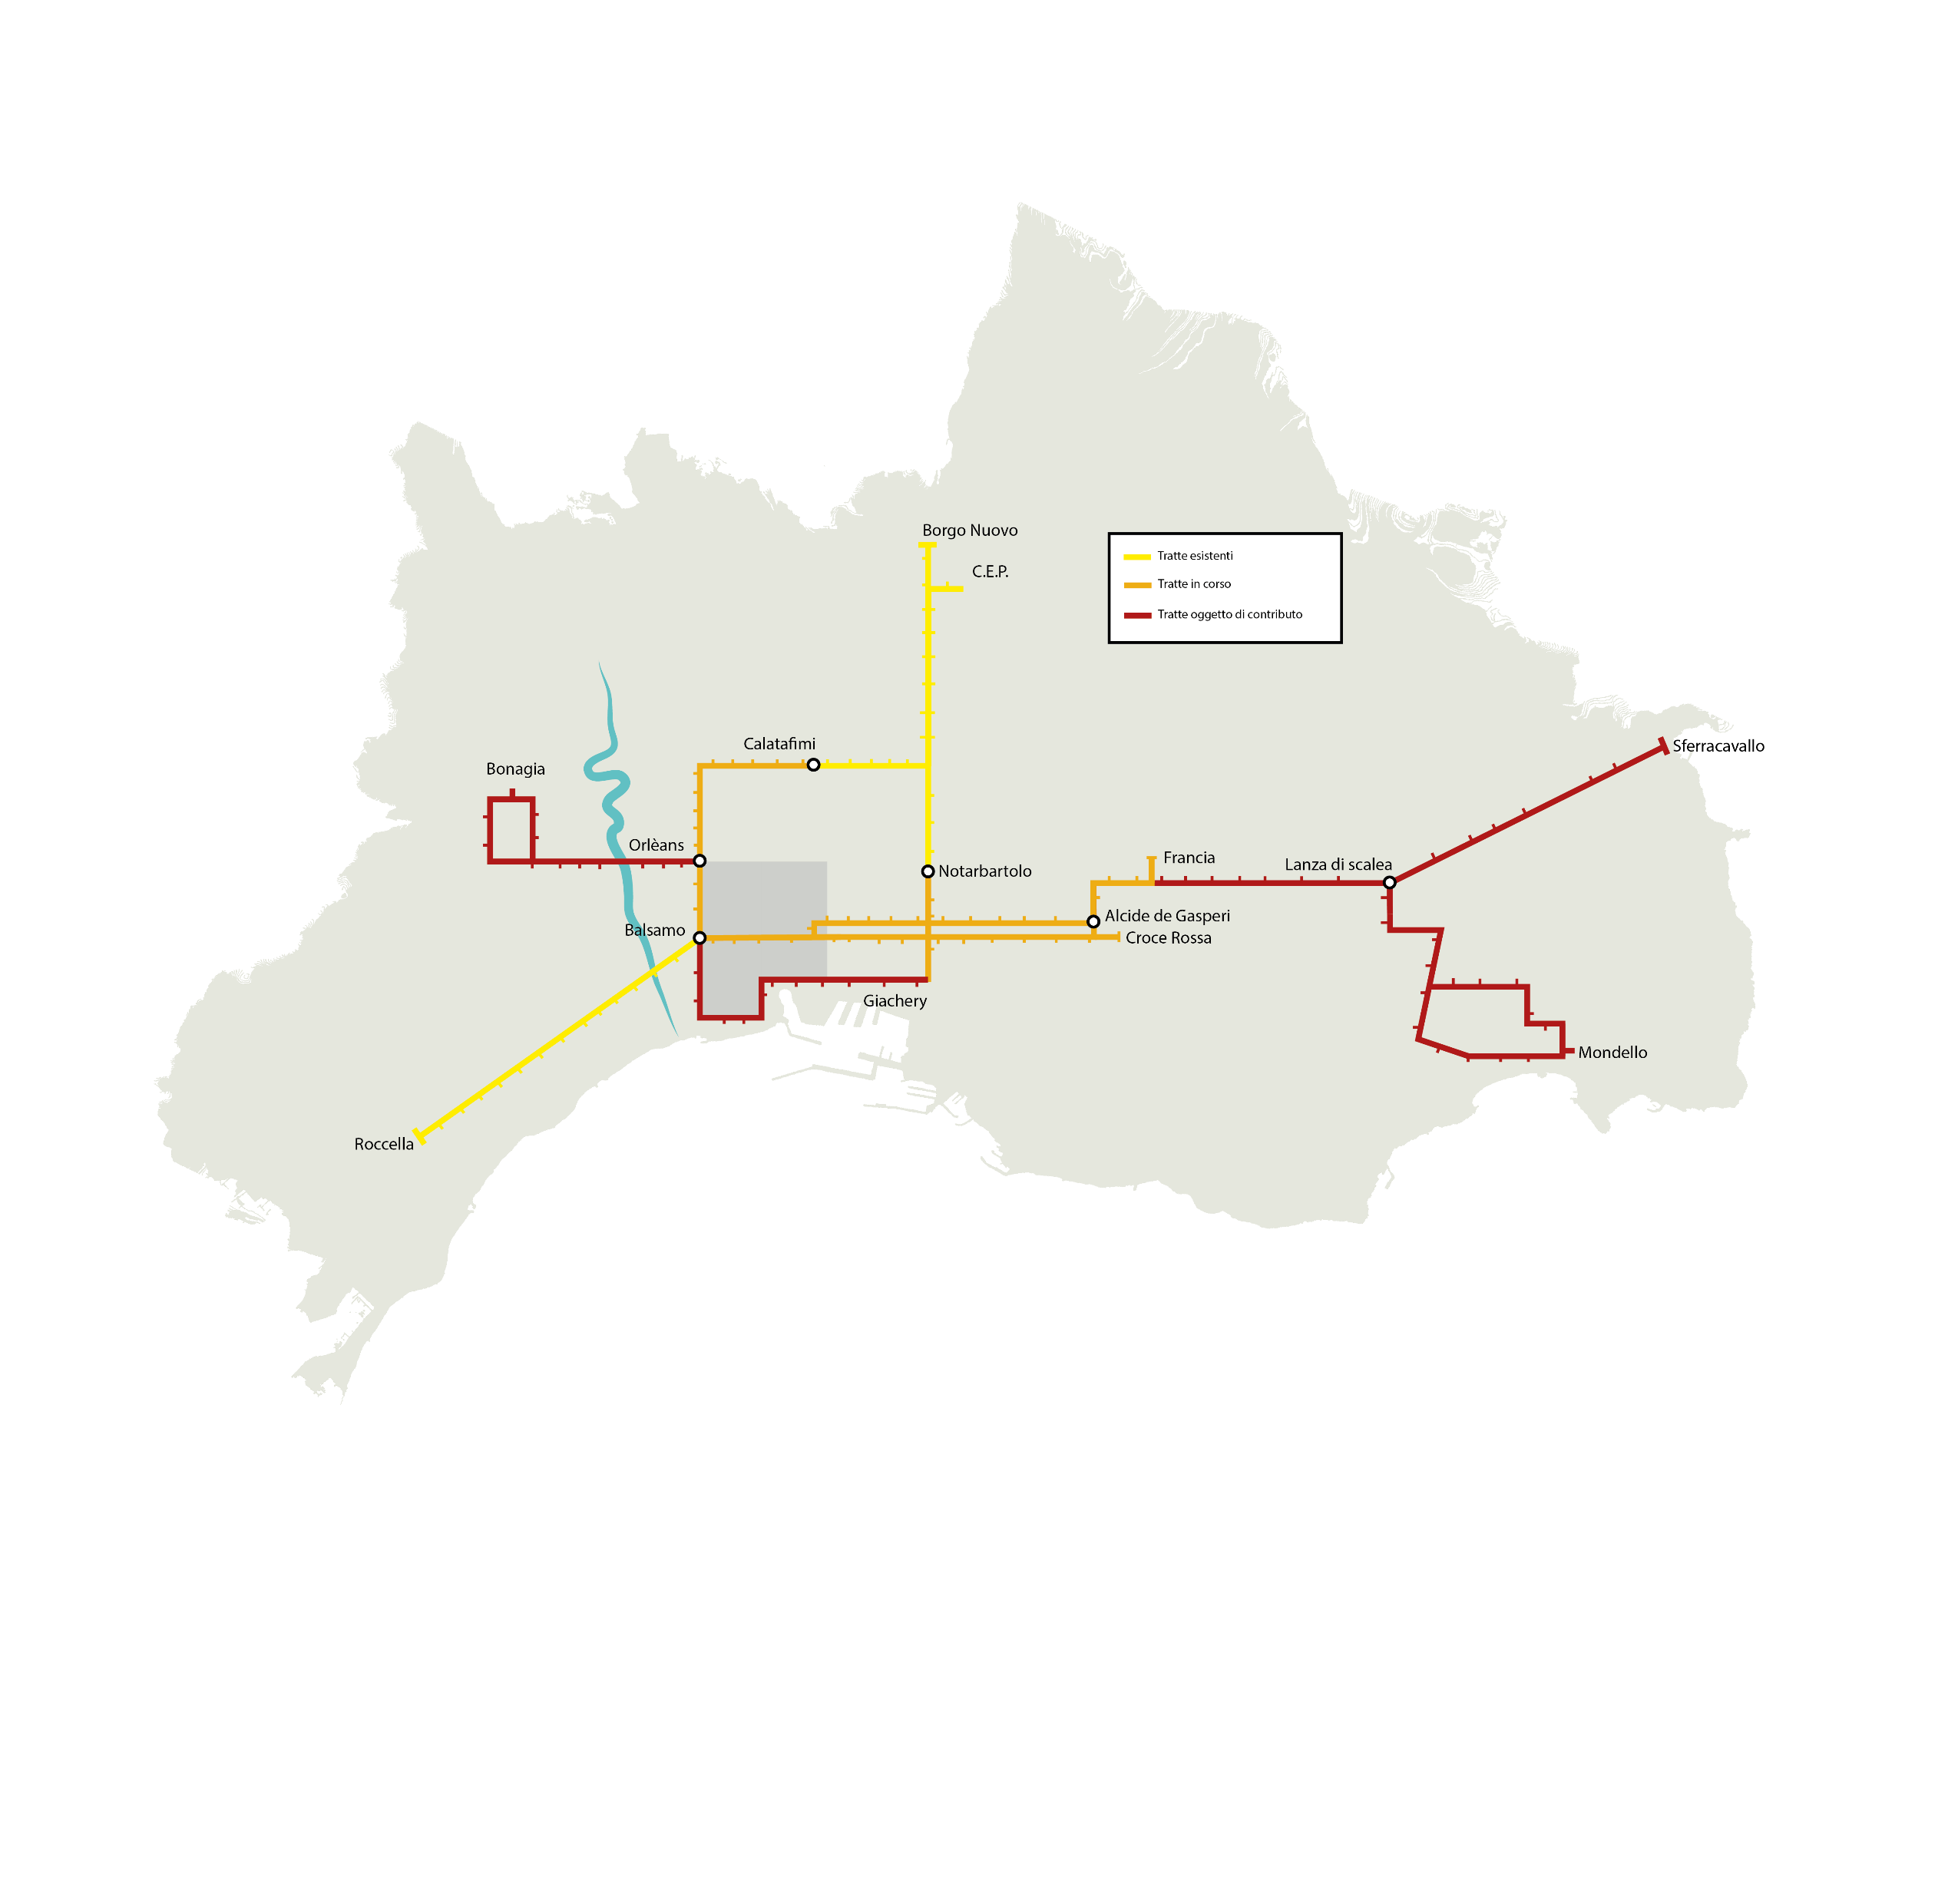 Borgo Nuovo
C.E.P.
Tratte esistenti
Tratte in corso
Tratte oggetto di contributo
Calatafimi
Sferracavallo
Bonagia
Orlèans
Francia
Lanza di scalea
Notarbartolo
Alcide de Gasperi
Balsamo
Croce Rossa
Giachery
Mondello
Roccella